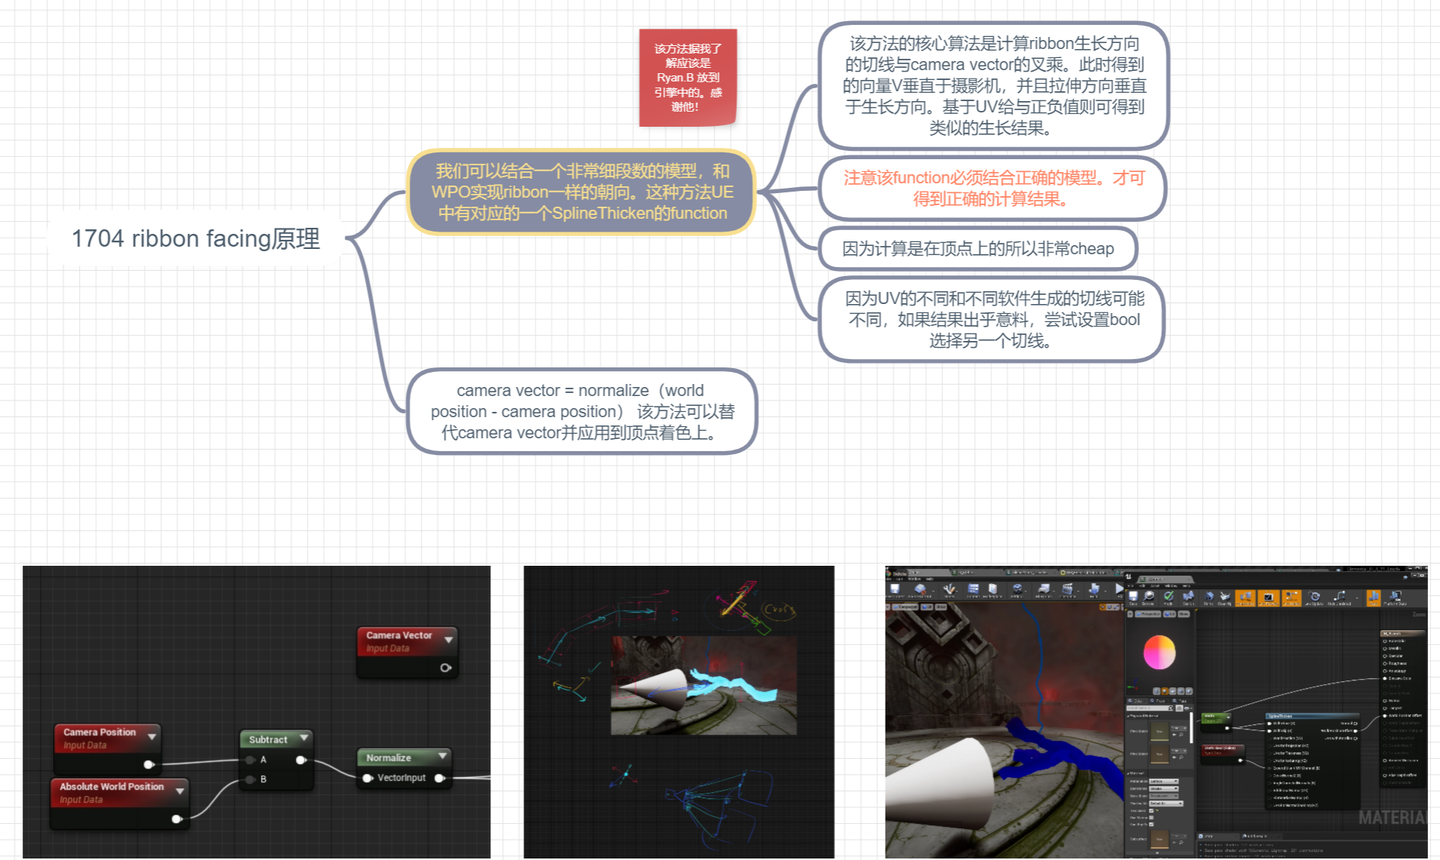 该方法据我了
解应该是
Ryan.B 放到
引擎中的。感
谢他！
该方法的核心算法是计算ribbon生长方向
的切线与camera vector的叉乘。此时得到
的向量V垂直于摄影机，并且拉伸方向垂直
于生长方向。基于UV给与正负值则可得到
类似的生长结果。
我们可以结合一个非常细段数的模型，和
WPO实现ribbon一样的朝向。这种方法UE
中有对应的一个SplineThicken的function
注意该function必须结合正确的模型。才可
得到正确的计算结果。
1704 ribbon facing原理
因为计算是在顶点上的所以非常cheap
因为UV的不同和不同软件生成的切线可能
不同，如果结果出乎意料，尝试设置bool
选择另一个切线。
camera vector = normalize（world
position - camera position） 该方法可以替
代camera vector并应用到顶点着色上。
Camera Vector
Input Data
Camera Position
Input Data
Subtract
A
B
Normalize
VectorInput
Absolute World Position
Input Data
MATERIA